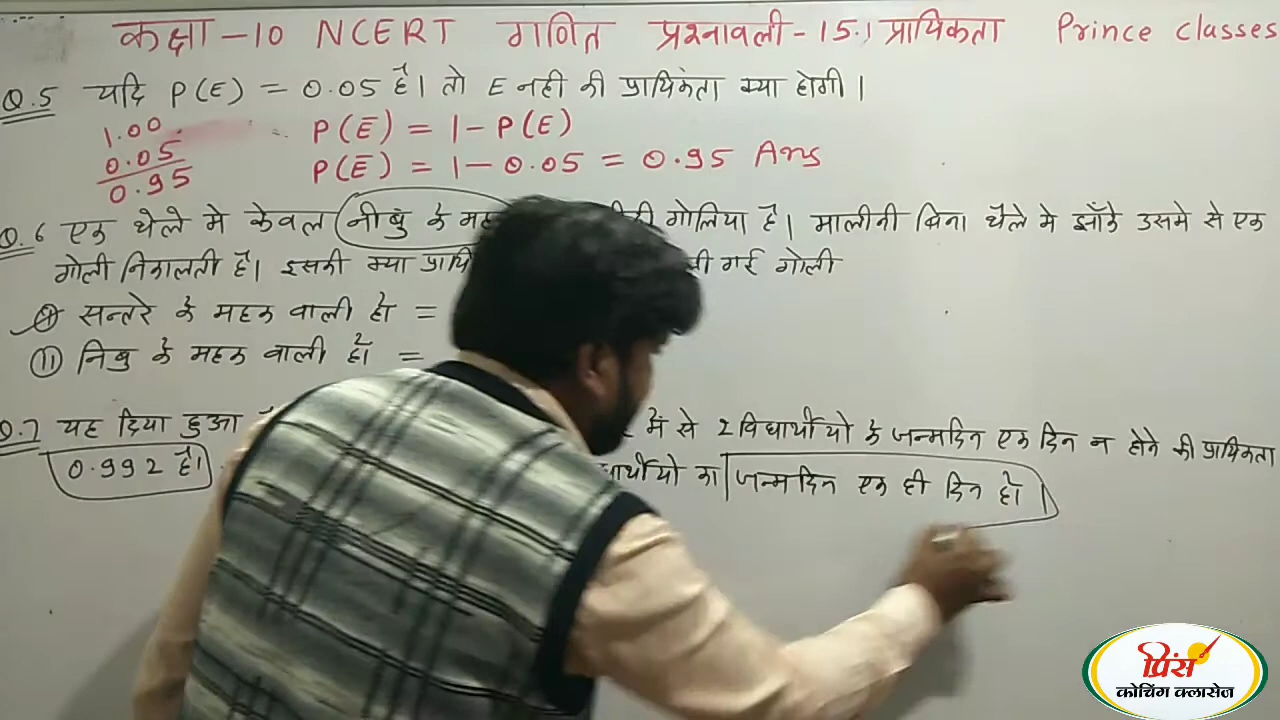 कक्षा -10 NCERT गणित प्रश्नावली - 15.1 प्रायिकता Prince classes
Q.5 यदि P(E) = 0.05 है। तो E नही की प्रायिकता क्या होगी।
1.00 P(E) = 1 - P(E)
0.05 P(E) = 1 - 0.05 = 0.95 Ans
0.95
Q.6 एक थेले मे केवल नीबु के महक गोलिया है। मालीनी बिना थैले मे झाँके उसमे से एक
गोली निकालती है। इसकी क्या गई गोली
सन्तरे के महक वाली हो =
(11) निबु के महक वाली हो =
Q.7 यह दिया हुआ में से 2 विधार्थीयो के जन्मदिन एक दिन न होने की प्रायिकता
0.992 है। का जन्मदिन एक ही दिन हो।
प्रिंस
कोचिंग क्लासेज